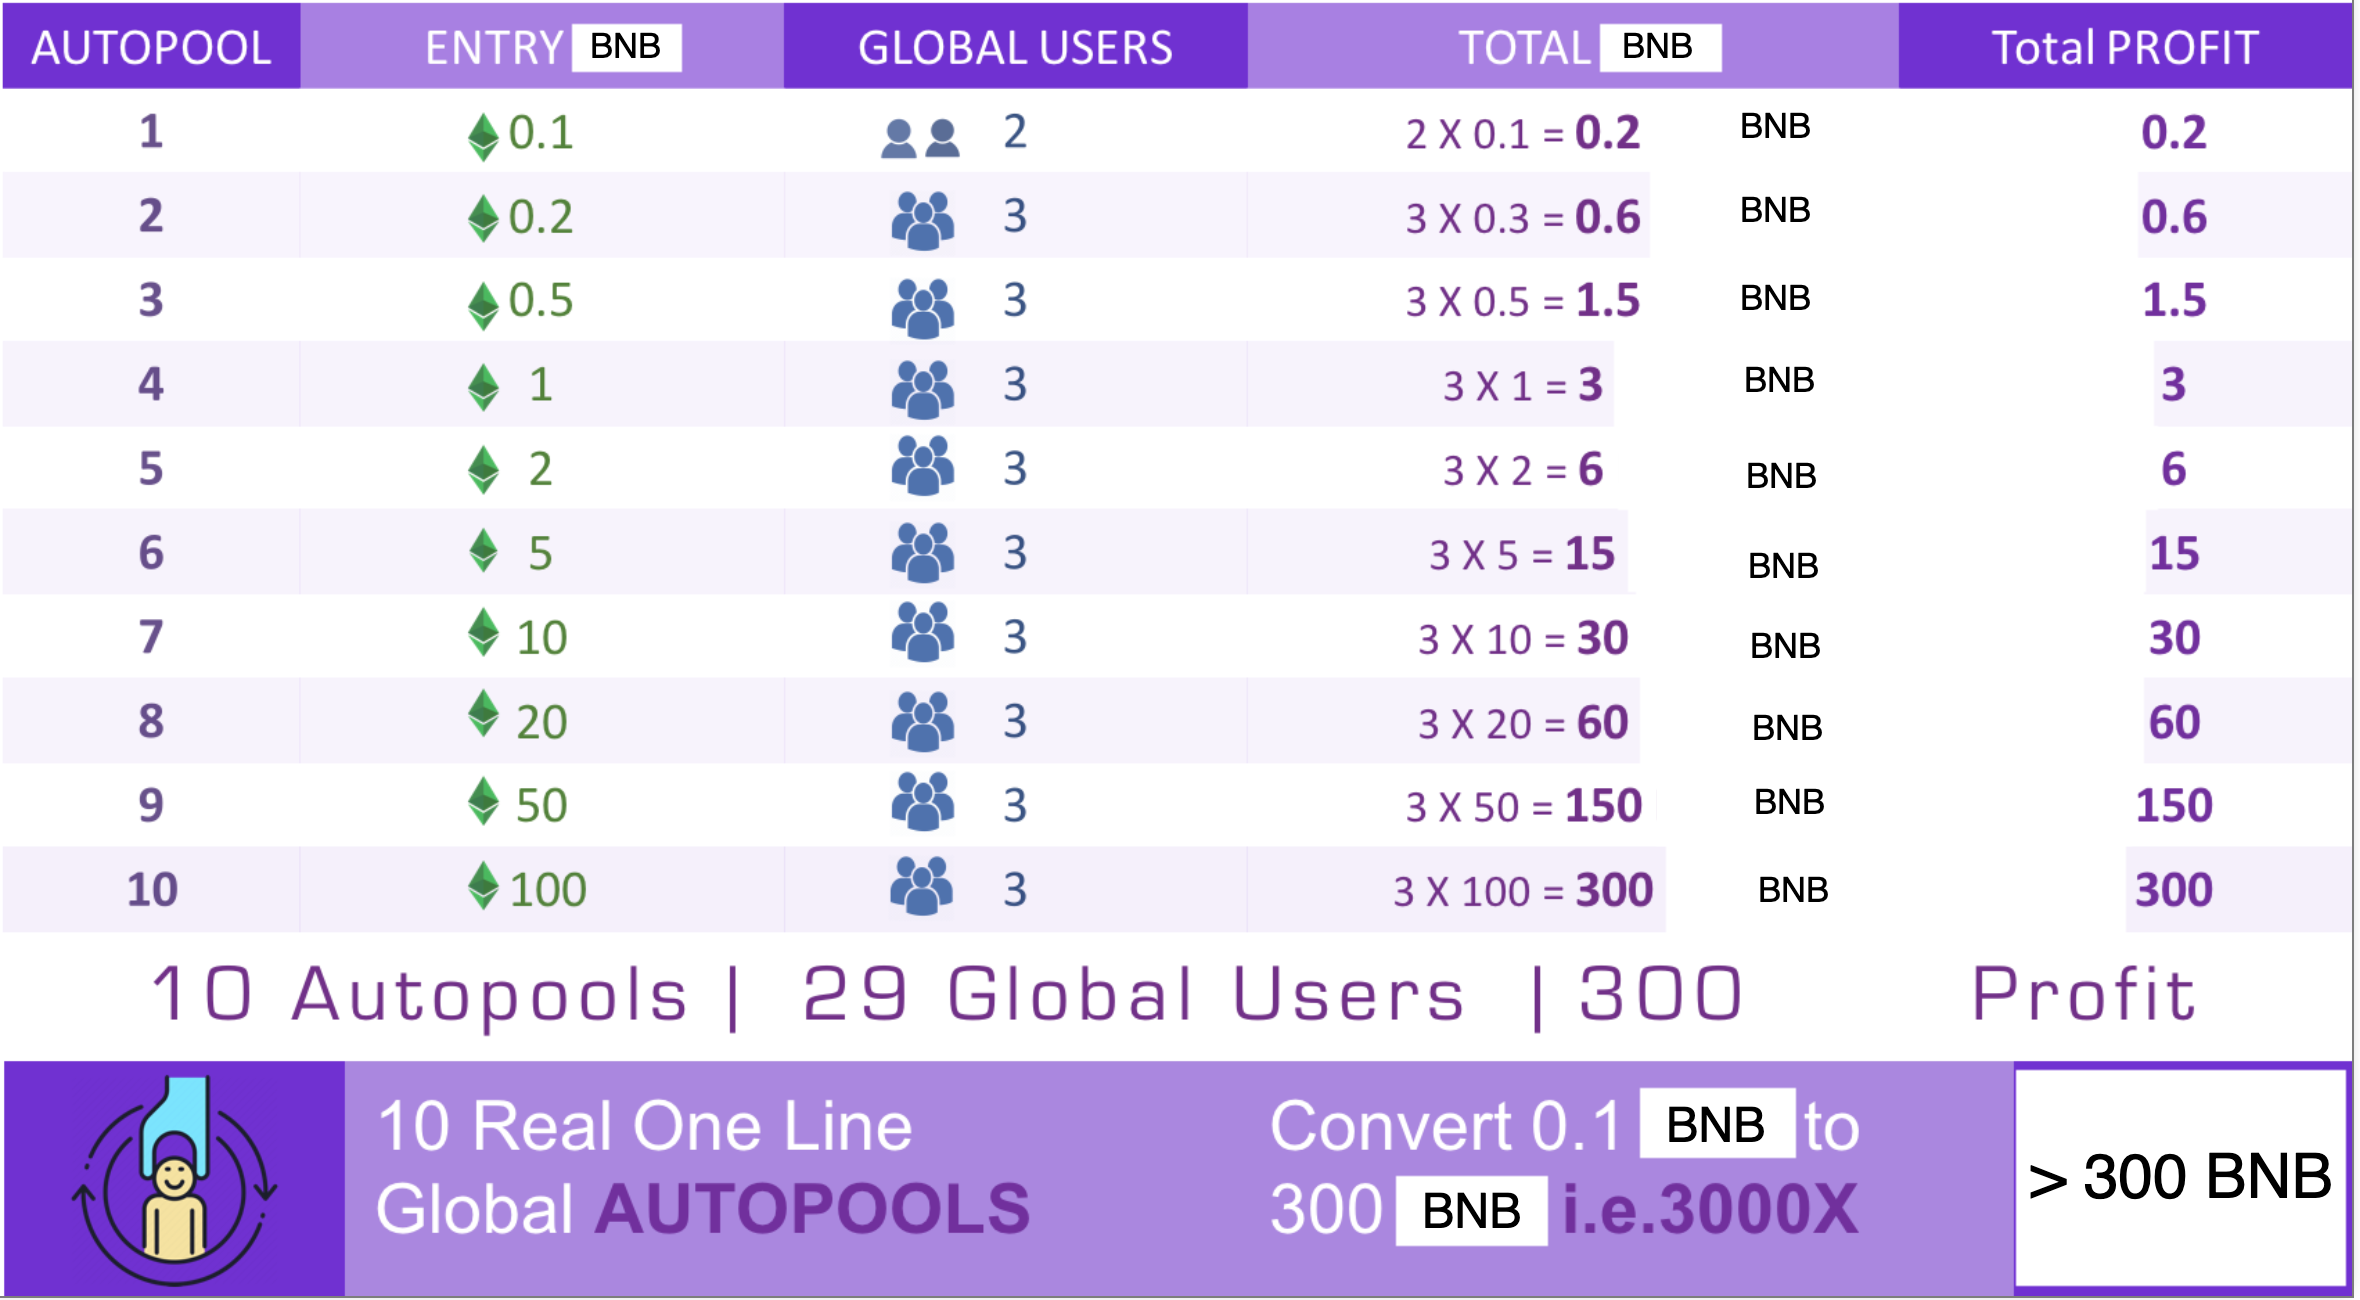 AUTOPOOL ENTRY BNB GLOBAL USERS TOTAL BNB Total PROFIT
1 0.1 2 2 X 0.1 = 0.2 BNB 0.2
2 0.2 3 3 X 0.3 = 0.6 BNB 0.6
3 0.5 3 3 X 0.5 = 1.5 BNB 1.5
4 1 3 3 X 1 = 3 BNB 3
5 2 3 3 X 2 = 6 BNB 6
6 5 3 3 X 5 = 15 BNB 15
7 10 3 3 X 10 = 30 BNB 30
8 20 3 3 X 20 = 60 BNB 60
9 50 3 3 X 50 = 150 BNB 150
10 100 3 3 X 100 = 300 BNB 300
10 Autopools | 29 Global Users | 300 Profit
10 Real One Line
Global AUTOPOOLS
Convert 0.1 BNB to
300 BNB i.e.3000X
> 300 BNB